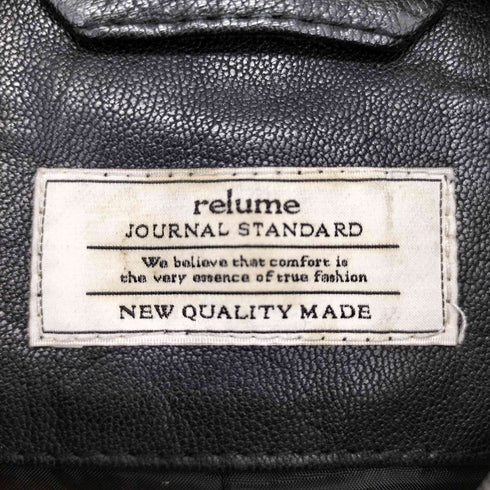 relume
JOURNAL STANDARD
We believe that comfort is
the very essence of true fashion
NEW QUALITY MADE